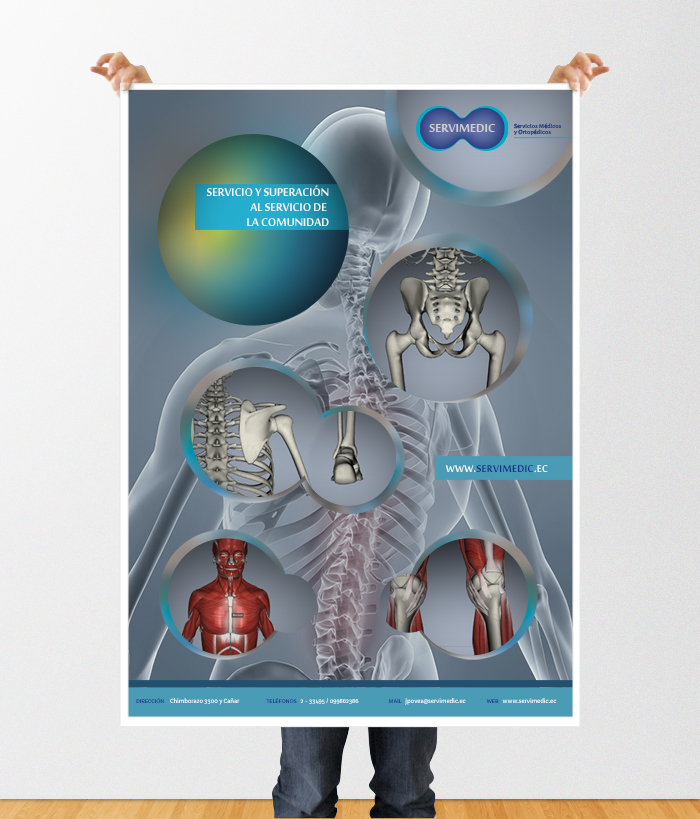 SERVIMEDIC
Servicios Médicos
y Ortopédicos
SERVICIO Y SUPERACIÓN
AL SERVICIO DE
LA COMUNIDAD
WWW.SERVIMEDIC.EC
DIRECCIÓN Chimborazo 3300 y Cañar TELÉFONOS 2 - 33495 / 099862386 MAIL jpovea@servimedic.ec WEB www.servimedic.ec